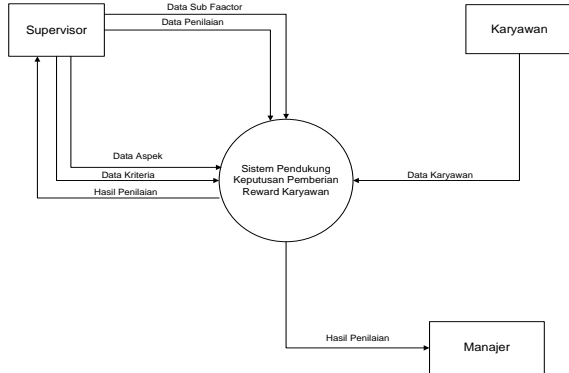 Data Sub Faactor
Data Penilaian
Supervisor
Karyawan
Data Aspek
Data Kriteria
Hasil Penilaian
Sistem Pendukung
Keputusan Pemberian
Reward Karyawan
Data Karyawan
Hasil Penilaian
Manajer